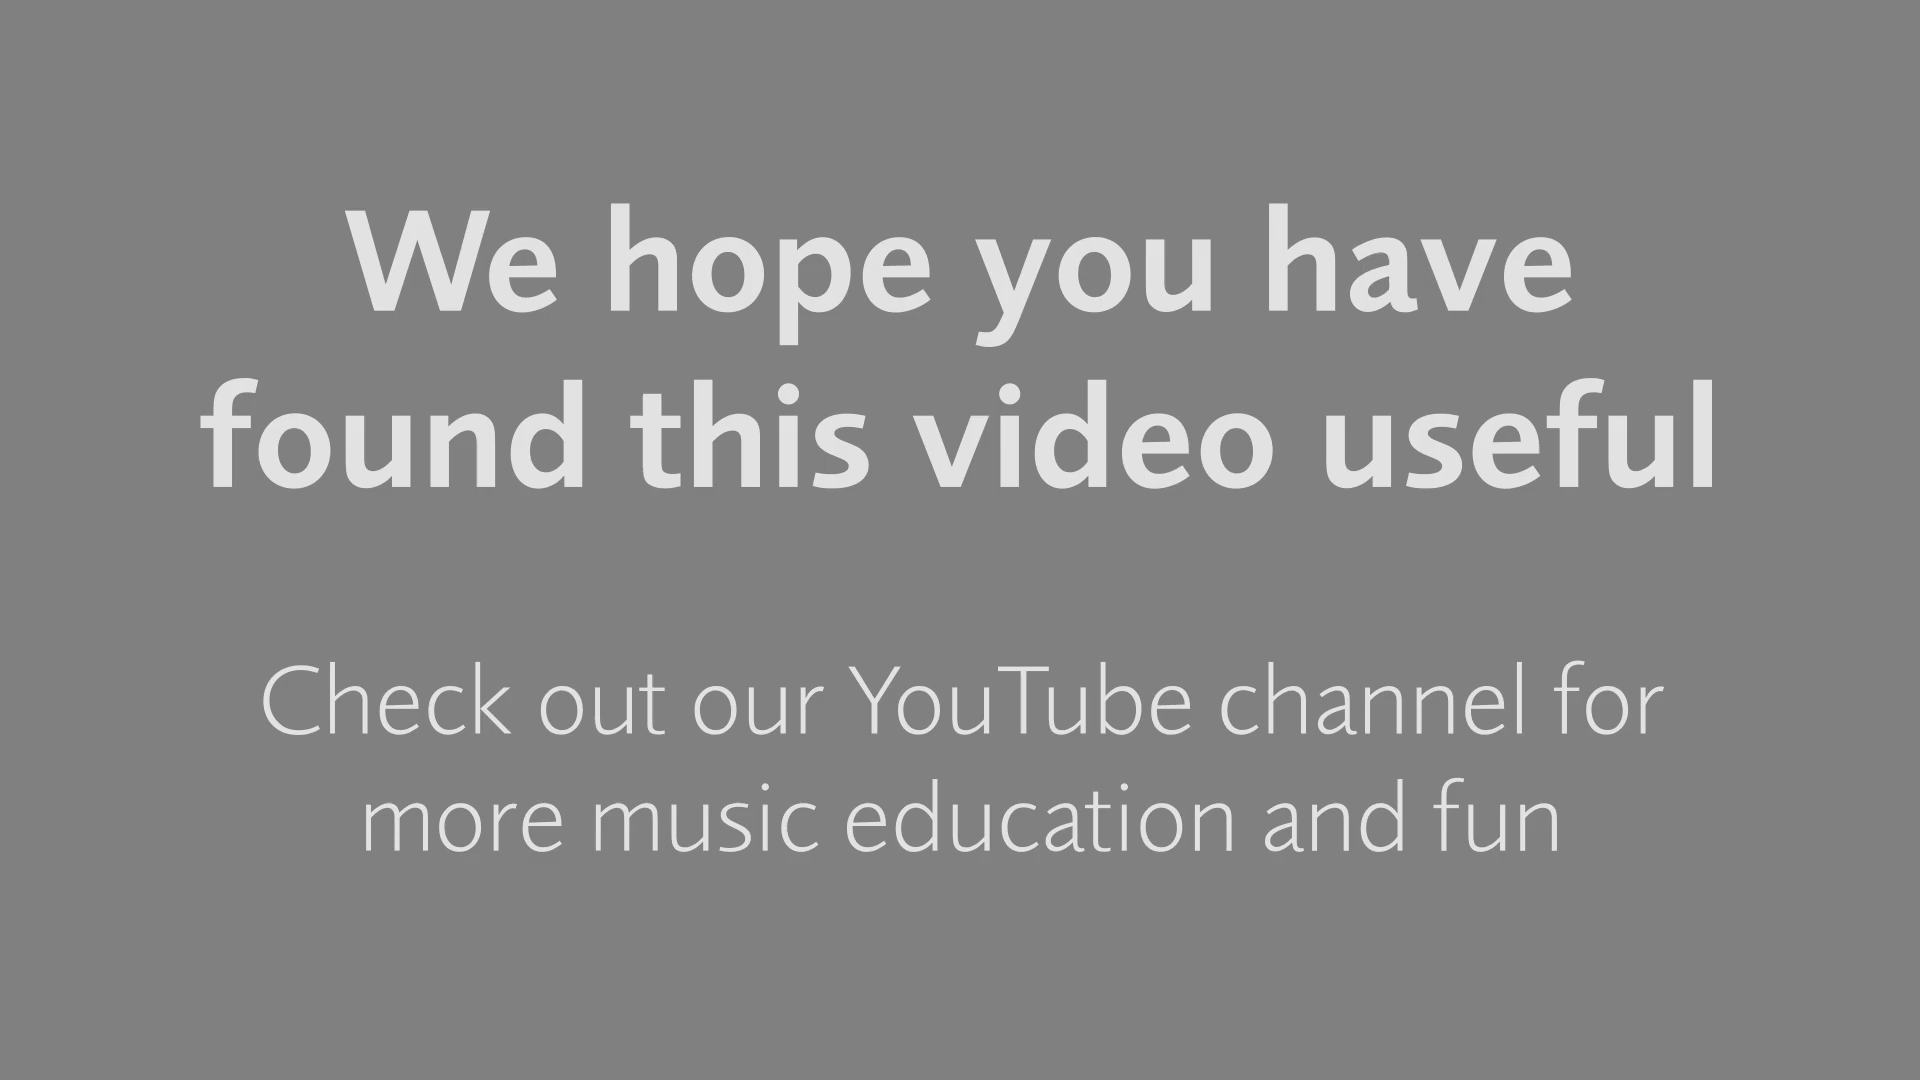 We hope you have
found this video useful
Check out our YouTube channel for
more music education and fun